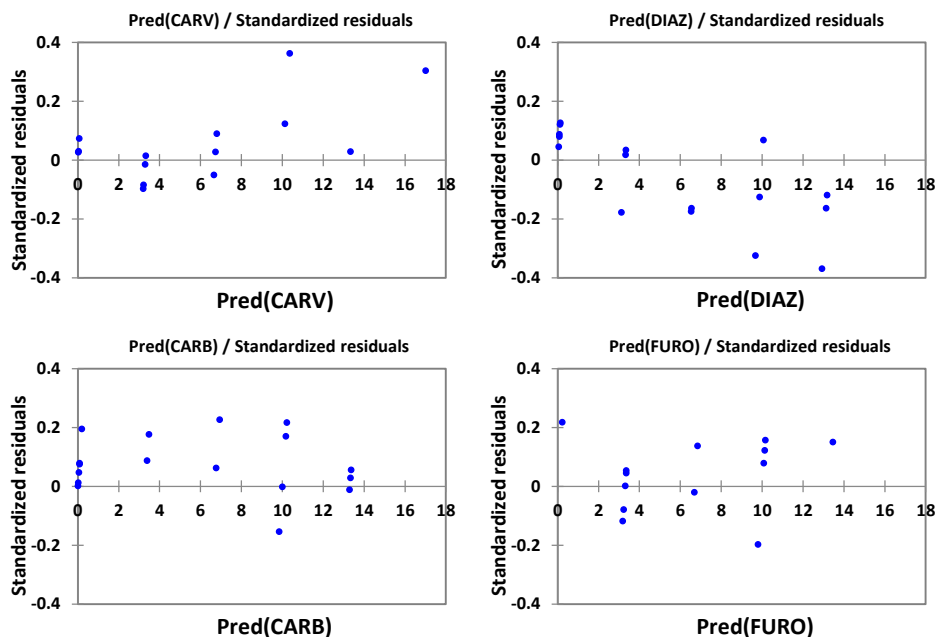 Pred(CARV) / Standardized residuals
0.4
0.2
0
-0.2
-0.4
0 2 4 6 8 10 12 14 16 18
Standardized residuals
Pred(CARV)
Pred(DIAZ) / Standardized residuals
0.4
0.2
0
-0.2
-0.4
0 2 4 6 8 10 12 14 16 18
Standardized residuals
Pred(DIAZ)
Pred(CARB) / Standardized residuals
0.4
0.2
0
-0.2
-0.4
0 2 4 6 8 10 12 14 16 18
Standardized residuals
Pred(CARB)
Pred(FURO) / Standardized residuals
0.4
0.2
0
-0.2
-0.4
0 2 4 6 8 10 12 14 16 18
Standardized residuals
Pred(FURO)